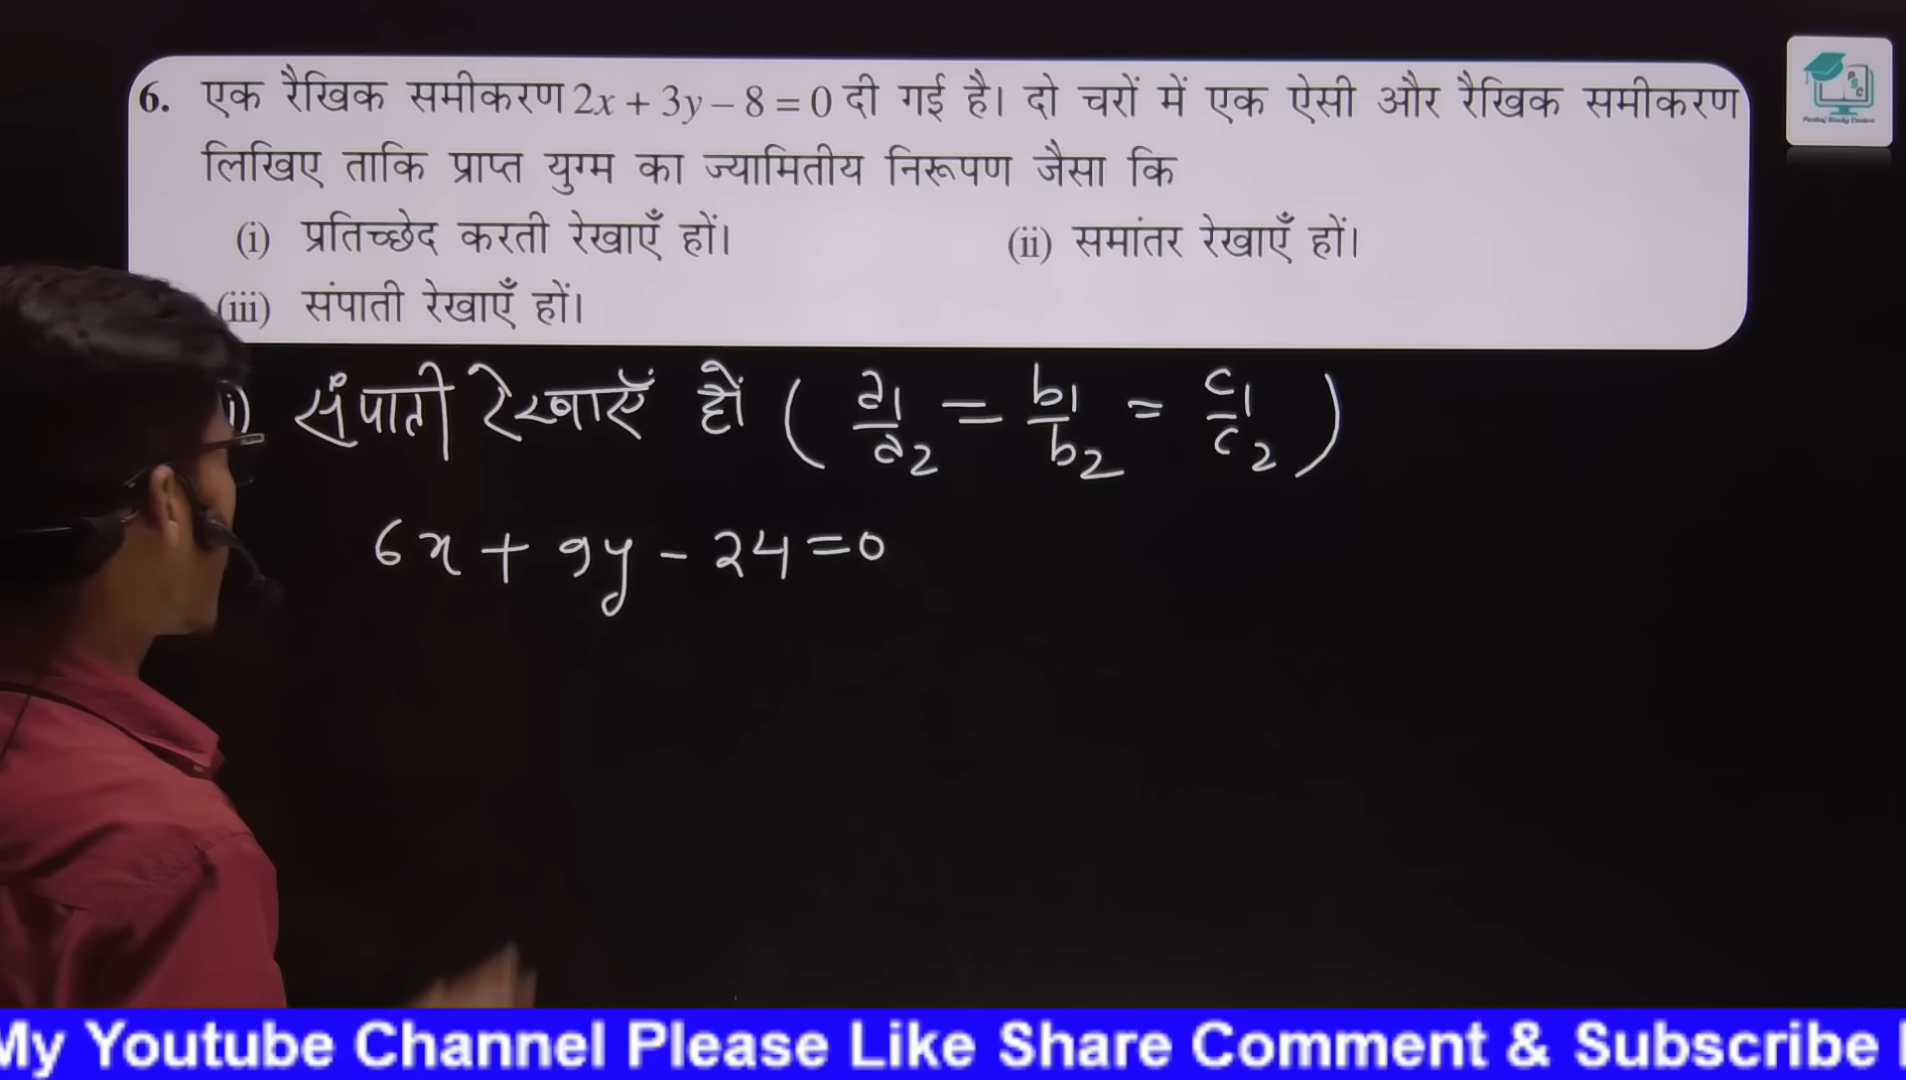 6. एक रैखिक समीकरण 2x + 3y – 8 = 0 दी गई है। दो चरों में एक ऐसी और रैखिक समीकरण
लिखिए ताकि प्राप्त युग्म का ज्यामितीय निरूपण जैसा कि
(i) प्रतिच्छेद करती रेखाएँ हों। (ii) समांतर रेखाएँ हों।
(iii) संपाती रेखाएँ हों।
i) संपाती रेखाएँ हों ( a1/a2 = b1/b2 = c1/c2 )
6x + 9y - 24 = 0
My Youtube Channel Please Like Share Comment & Subscribe